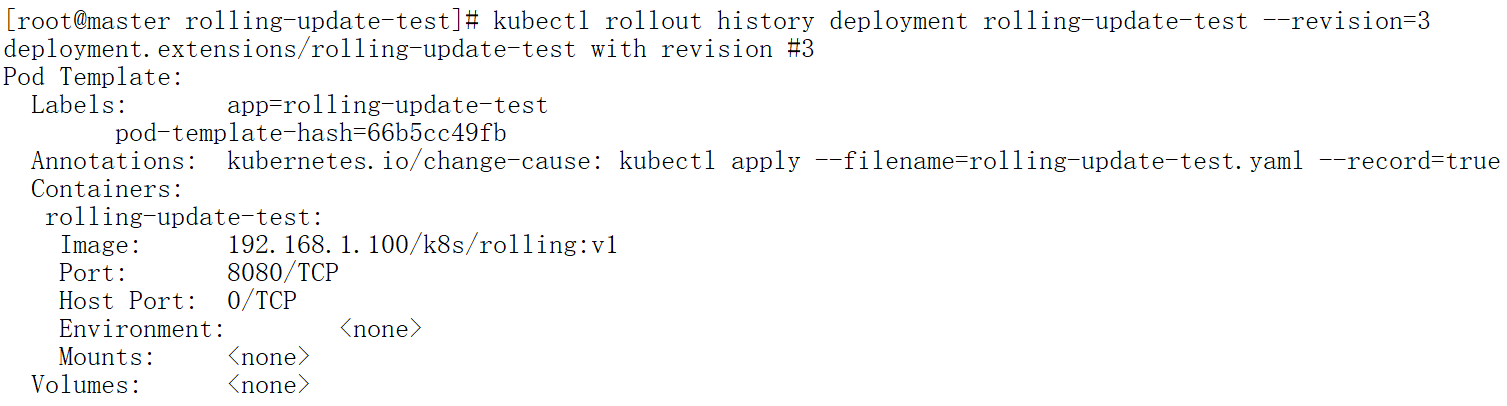 [root@master rolling-update-test]# kubectl rollout history deployment rolling-update-test --revision=3
deployment.extensions/rolling-update-test with revision #3
Pod Template:
  Labels:       app=rolling-update-test
        pod-template-hash=66b5cc49fb
  Annotations:  kubernetes.io/change-cause: kubectl apply --filename=rolling-update-test.yaml --record=true
  Containers:
   rolling-update-test:
    Image:      192.168.1.100/k8s/rolling:v1
    Port:       8080/TCP
    Host Port:  0/TCP
    Environment:        <none>
    Mounts:     <none>
  Volumes:      <none>